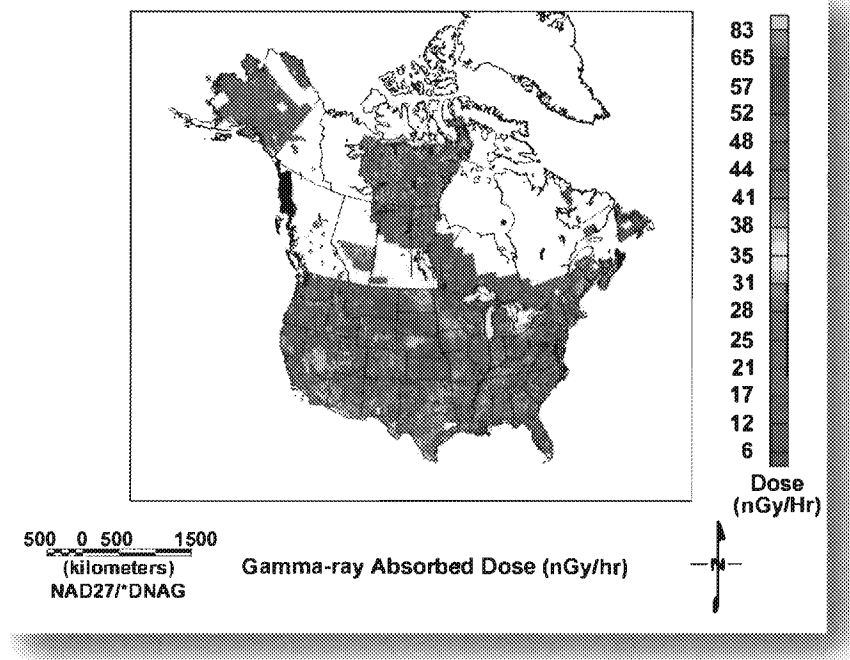 83
65
57
52
48
44
41
38
35
31
28
25
21
17
12
6
Dose
(nGy/Hr)
500 0 500 1500
(kilometers)
NAD27/*DNAG
Gamma-ray Absorbed Dose (nGy/hr)
N